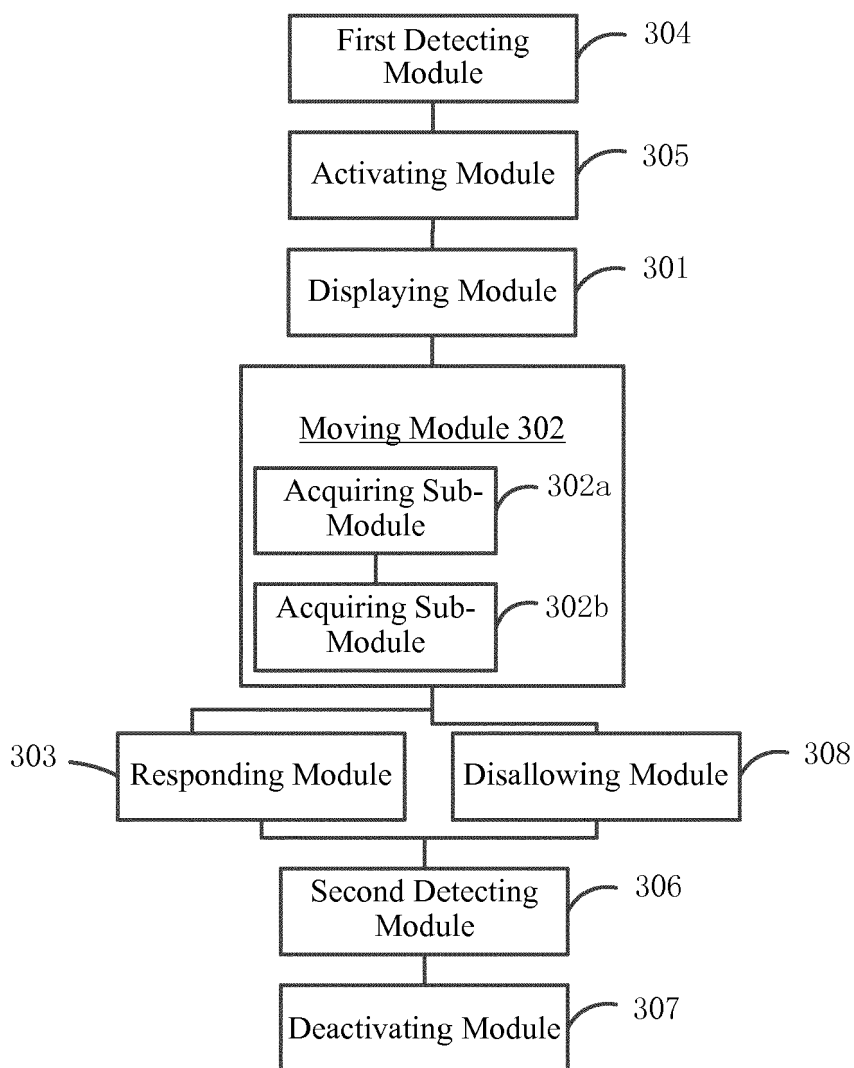 First Detecting
Module
304
Activating Module
305
Displaying Module
301
Moving Module 302
Acquiring Sub-
Module
302a
Acquiring Sub-
Module
302b
303
Responding Module
Disallowing Module
308
Second Detecting
Module
306
Deactivating Module
307